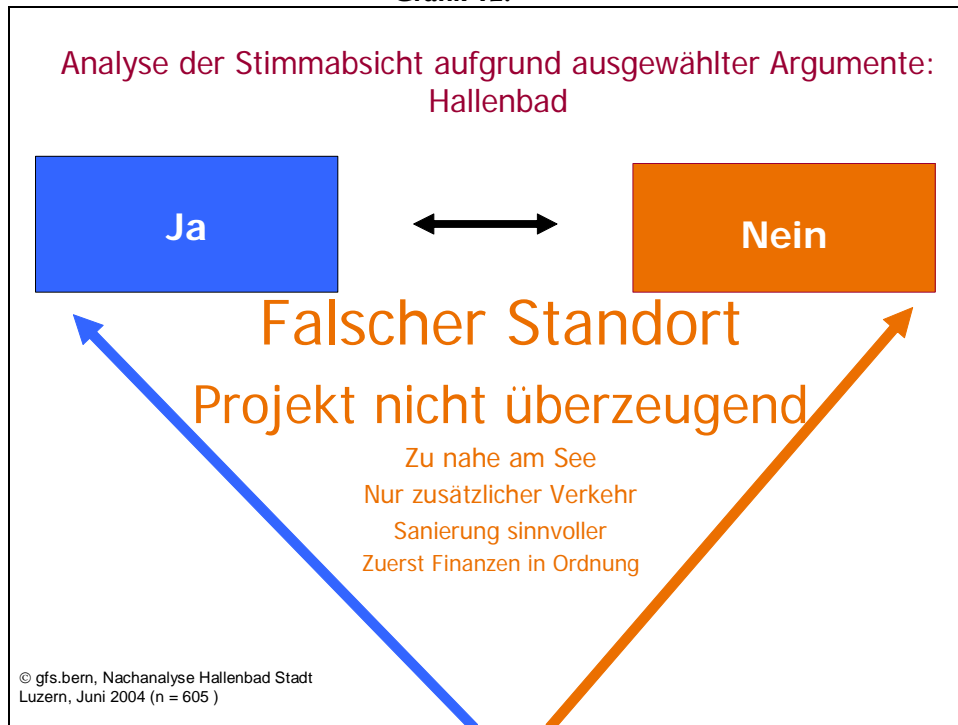 Analyse der Stimmabsicht aufgrund ausgewählter Argumente:
Hallenbad
Ja
Nein
Falscher Standort
Projekt nicht überzeugend
Zu nahe am See
Nur zusätzlicher Verkehr
Sanierung sinnvoller
Zuerst Finanzen in Ordnung
© gfs.bern, Nachanalyse Hallenbad Stadt
Luzern, Juni 2004 (n = 605 )